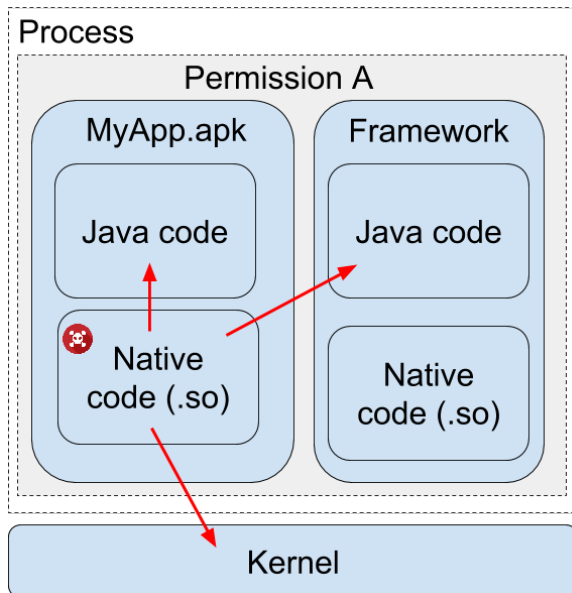 Process
Permission A
MyApp.apk
Framework
Java code
Java code
Native
code (.so)
Native
code (.so)
Kernel